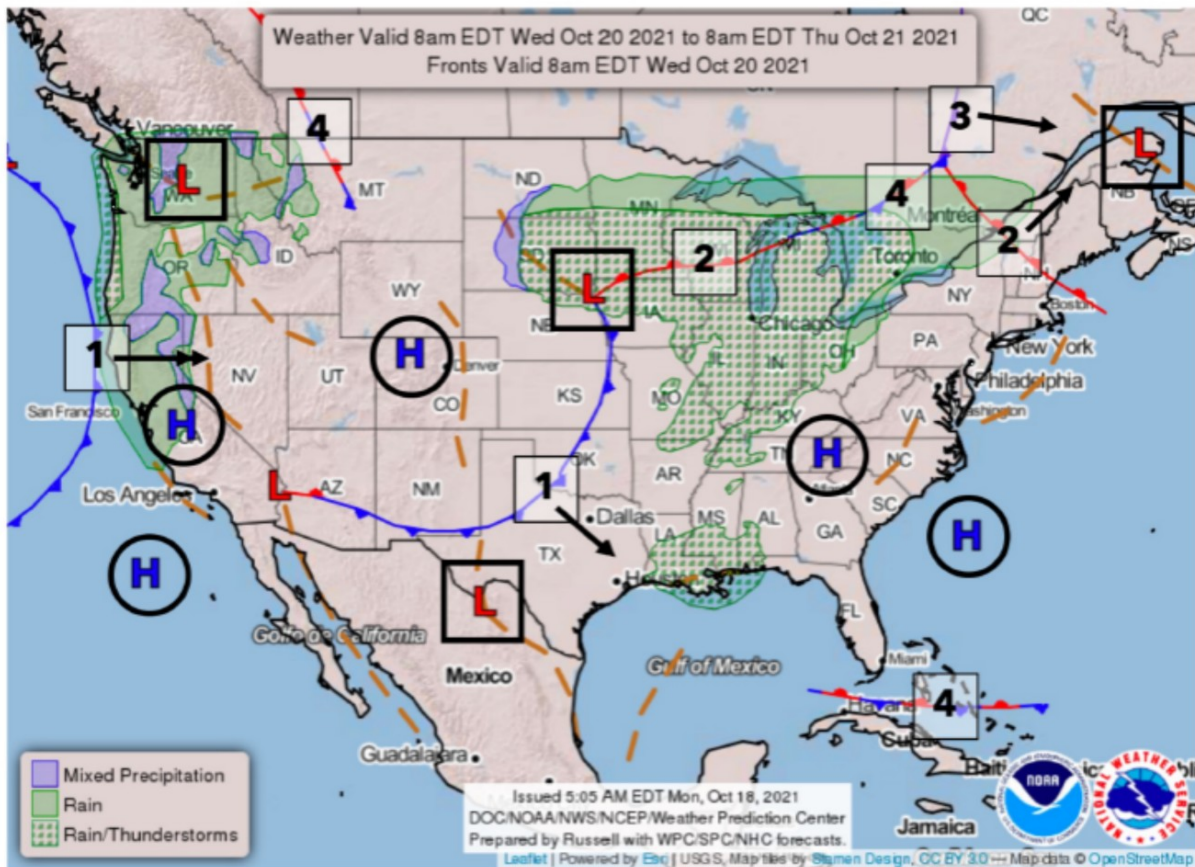 Weather Valid 8am EDT Wed Oct 20 2021 to 8am EDT Thu Oct 21 2021
Fronts Valid 8am EDT Wed Oct 20 2021
QC
Vancouver
4
3
L
Seattle
L
WA
MT
ND
MN
4
Montréal
NB
PE
NS
OR
ID
2
2
Toronto
WY
L
IA
NE
NY
Boston
Chicago
1
H
Denver
IL
IN
OH
PA
New York
NV
UT
CO
KS
MO
Philadelphia
San Francisco
H
CA
KY
VA
Washington
L
AZ
NM
1
OK
AR
TN
H
NC
Los Angeles
SC
H
Dallas
MS
AL
GA
LA
TX
H
L
FL
Golfo de California
Mexico
Gulf of Mexico
Miami
Havana
4
Cuba
Guadalajara
Mixed Precipitation
Rain
Rain/Thunderstorms
Issued 5:05 AM EDT Mon, Oct 18, 2021
DOC/NOAA/NWS/NCEP/Weather Prediction Center
Prepared by Russell with WPC/SPC/NHC forecasts.
Jamaica
NOAA
NATIONAL WEATHER SERVICE
Leaflet | Powered by Esri | USGS, Map tiles by Stamen Design, CC BY 3.0 — Map data © OpenStreetMap